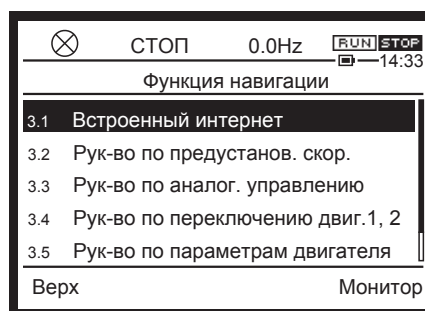 СТОП 0.0Hz RUN STOP
14:33
Функция навигации
3.1 Встроенный интернет
3.2 Рук-во по предустанов. скор.
3.3 Рук-во по аналог. управлению
3.4 Рук-во по переключению двиг.1, 2
3.5 Рук-во по параметрам двигателя
Верх Монитор